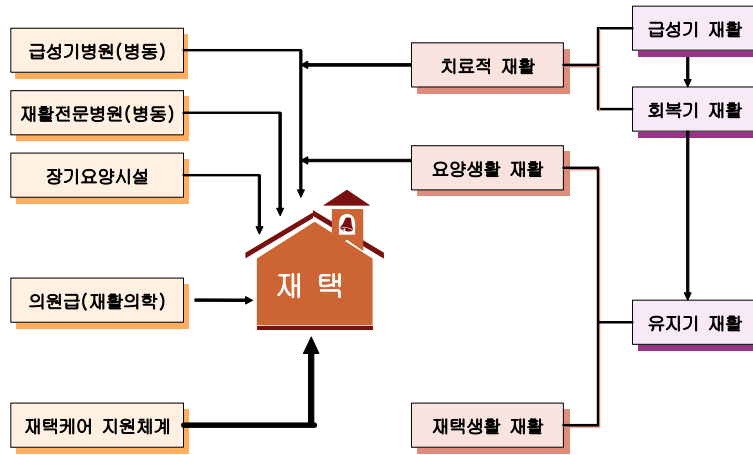 급성기병원(병동)
재활전문병원(병동)
장기요양시설
의원급(재활의학)
재택케어 지원체계
재 택
치료적 재활
요양생활 재활
재택생활 재활
급성기 재활
회복기 재활
유지기 재활